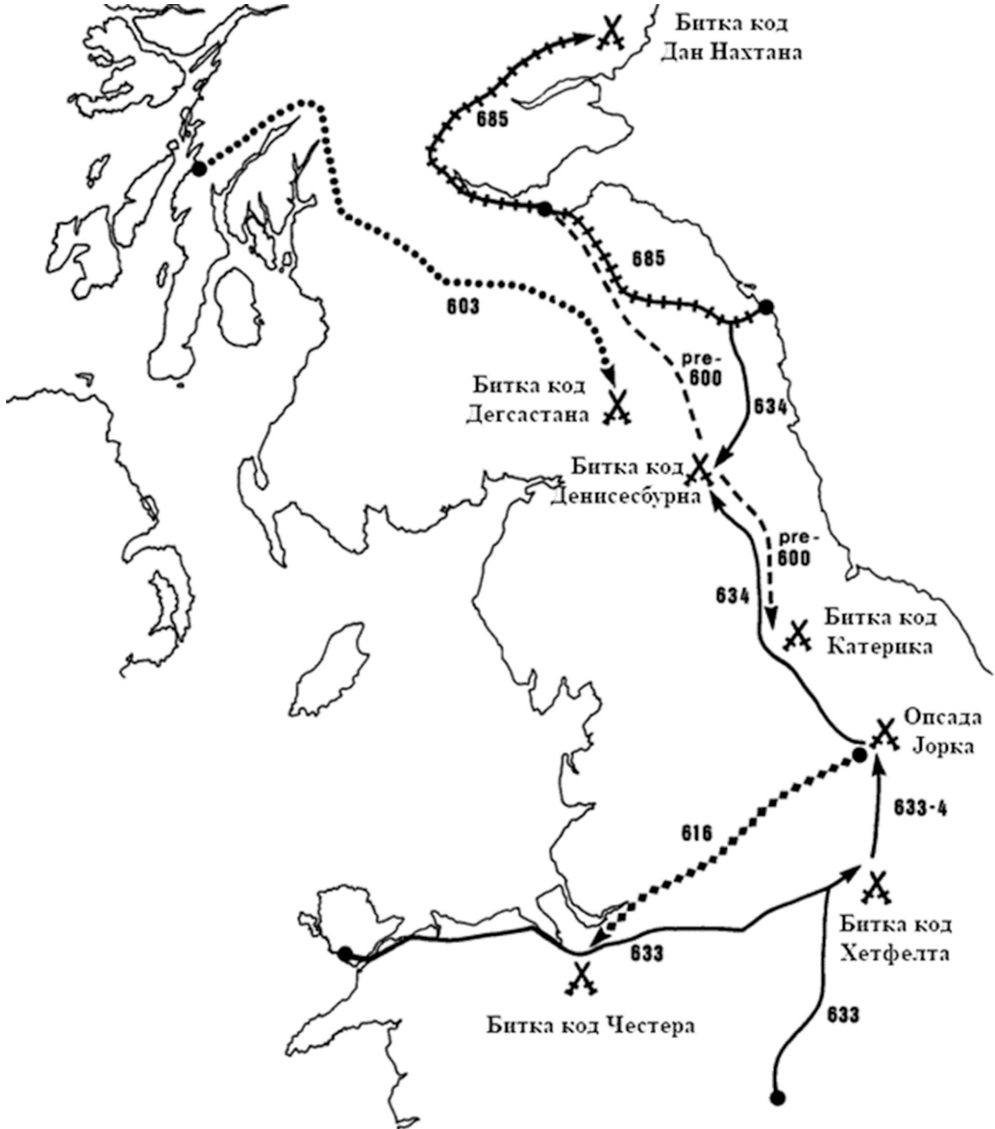 Битка код
Дан Нахтана
685
685
603
pre-
600
Битка код
Дегсастана
634
Битка код
Денисесбурна
pre-
600
634
Битка код
Катерика
Опсада
Јорка
633-4
616
Битка код
Хетфелта
633
633
Битка код Честера